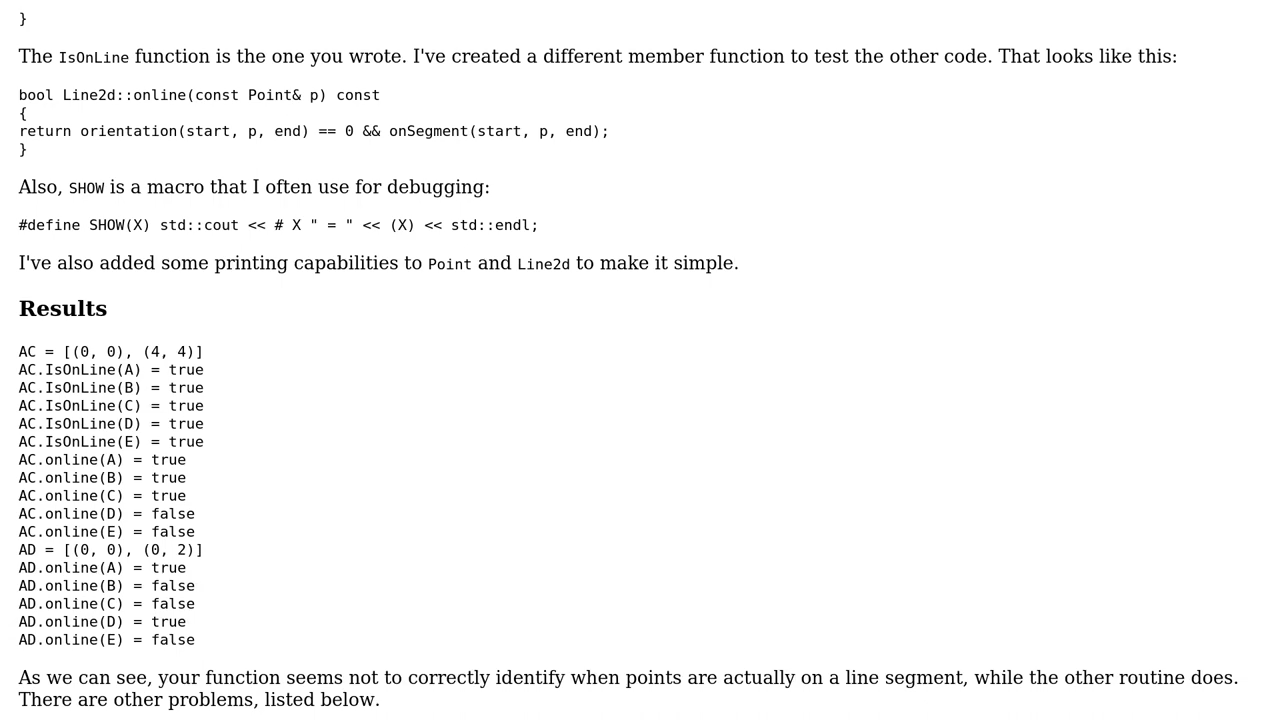 }
The IsOnLine function is the one you wrote. I've created a different member function to test the other code. That looks like this:
bool Line2d::online(const Point& p) const
{
return orientation(start, p, end) == 0 && onSegment(start, p, end);
}
Also, SHOW is a macro that I often use for debugging:
#define SHOW(X) std::cout << # X " = " << (X) << std::endl;
I've also added some printing capabilities to Point and Line2d to make it simple.
Results
AC = [(0, 0), (4, 4)]
AC.IsOnLine(A) = true
AC.IsOnLine(B) = true
AC.IsOnLine(C) = true
AC.IsOnLine(D) = true
AC.IsOnLine(E) = true
AC.online(A) = true
AC.online(B) = true
AC.online(C) = true
AC.online(D) = false
AC.online(E) = false
AD = [(0, 0), (0, 2)]
AD.online(A) = true
AD.online(B) = false
AD.online(C) = false
AD.online(D) = true
AD.online(E) = false
As we can see, your function seems not to correctly identify when points are actually on a line segment, while the other routine does.
There are other problems, listed below.